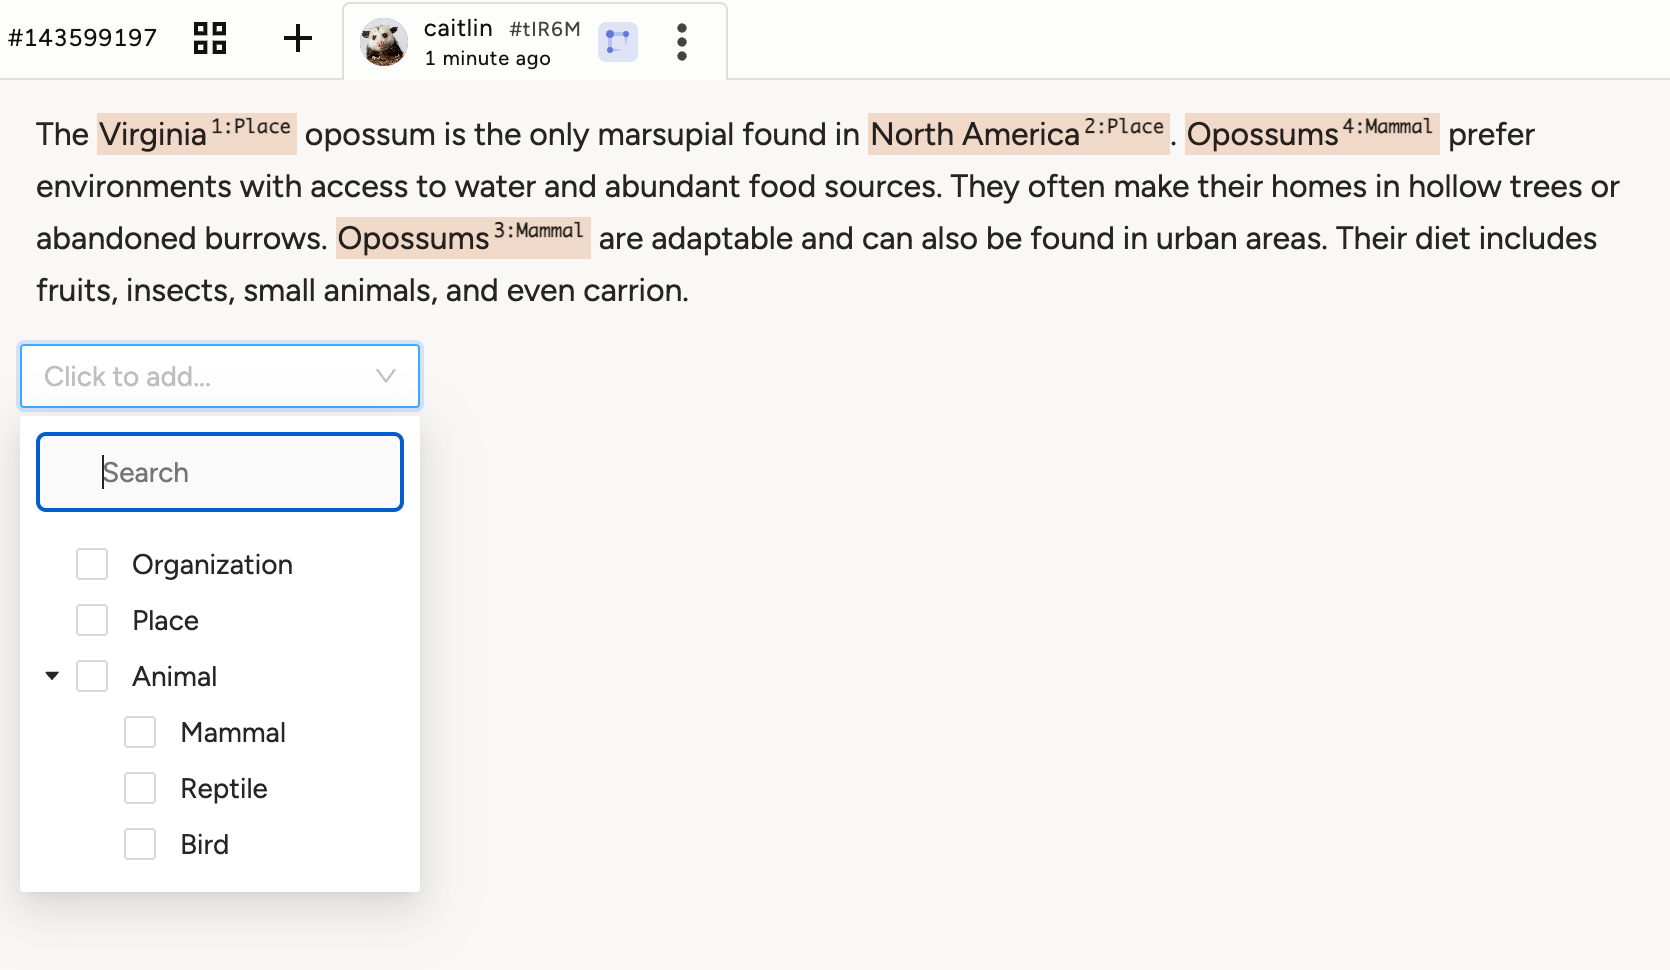 #143599197
caitlin #tIR6M
1 minute ago
The Virginia 1:Place opossum is the only marsupial found in North America 2:Place. Opossums 4:Mammal prefer
environments with access to water and abundant food sources. They often make their homes in hollow trees or
abandoned burrows. Opossums 3:Mammal are adaptable and can also be found in urban areas. Their diet includes
fruits, insects, small animals, and even carrion.
Click to add...
Search
Organization
Place
Animal
Mammal
Reptile
Bird